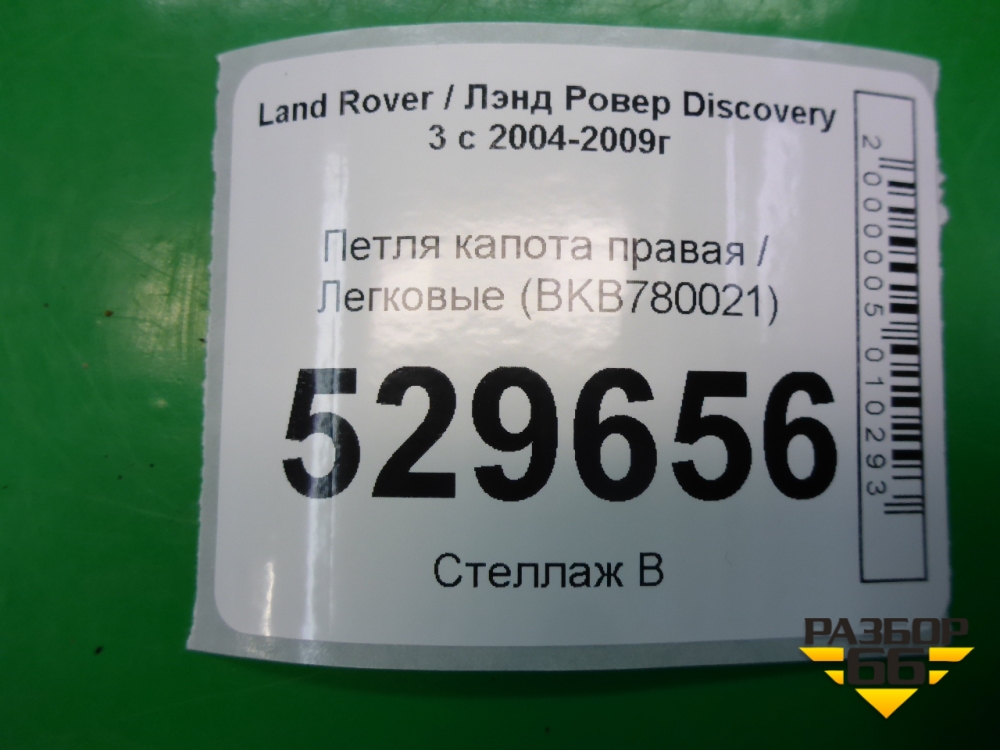 Land Rover / Лэнд Ровер Discovery
3 с 2004-2009г
Петля капота правая /
Легковые (BKB780021)
529656
Стеллаж В
2000005010293
РАЗБОР
66